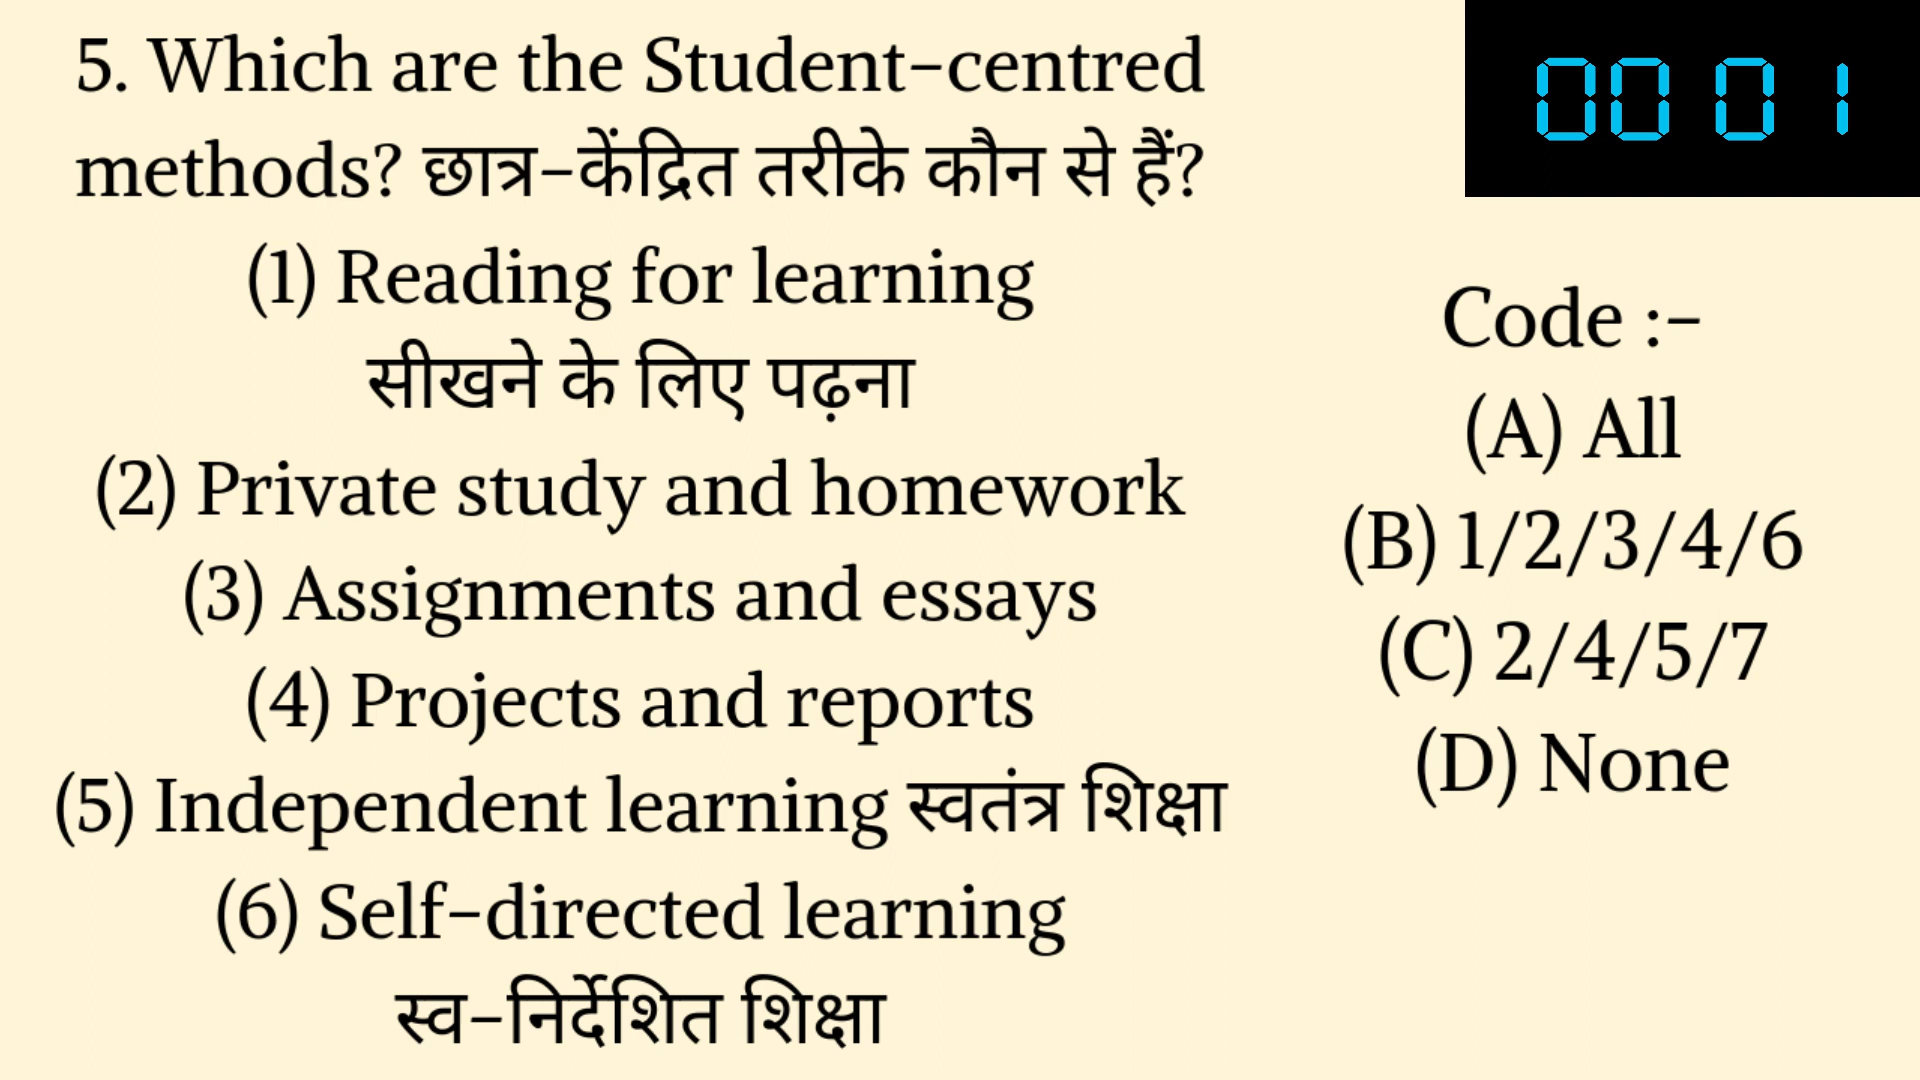 5. Which are the Student-centred
methods? छात्र-केंद्रित तरीके कौन से हैं?
(1) Reading for learning
सीखने के लिए पढ़ना
(2) Private study and homework
(3) Assignments and essays
(4) Projects and reports
(5) Independent learning स्वतंत्र शिक्षा
(6) Self-directed learning
स्व-निर्देशित शिक्षा
00 01
Code :-
(A) All
(B) 1/2/3/4/6
(C) 2/4/5/7
(D) None